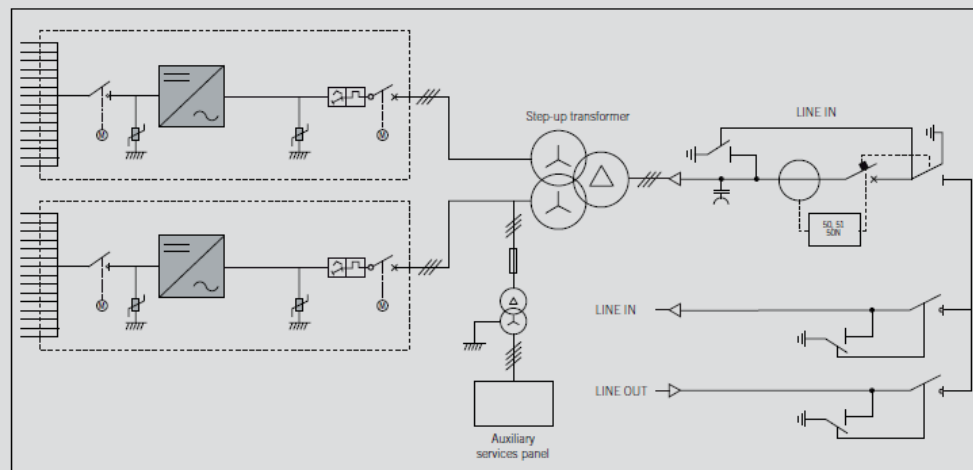 Step-up transformer
LINE IN
M
50, 51
50N
M
LINE IN
LINE OUT
Auxiliary
services panel
M
M